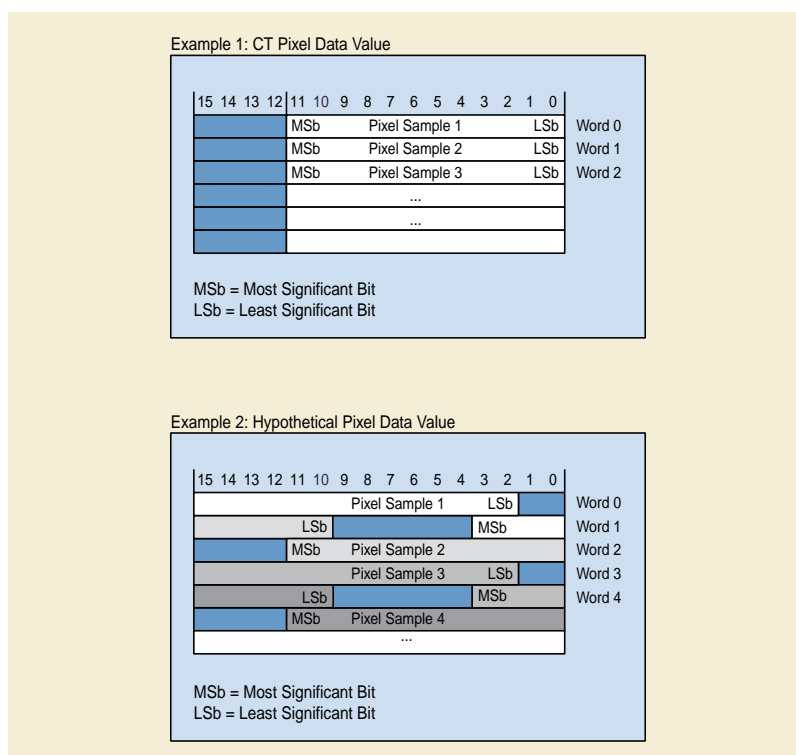 Example 1: CT Pixel Data Value
15 14 13 12 11 10 9 8 7 6 5 4 3 2 1 0
MSb Pixel Sample 1 LSb Word 0
MSb Pixel Sample 2 LSb Word 1
MSb Pixel Sample 3 LSb Word 2
...
...
MSb = Most Significant Bit
LSb = Least Significant Bit
Example 2: Hypothetical Pixel Data Value
15 14 13 12 11 10 9 8 7 6 5 4 3 2 1 0
Pixel Sample 1 LSb Word 0
LSb MSb Word 1
MSb Pixel Sample 2 Word 2
Pixel Sample 3 LSb Word 3
LSb MSb Word 4
MSb Pixel Sample 4
...
MSb = Most Significant Bit
LSb = Least Significant Bit